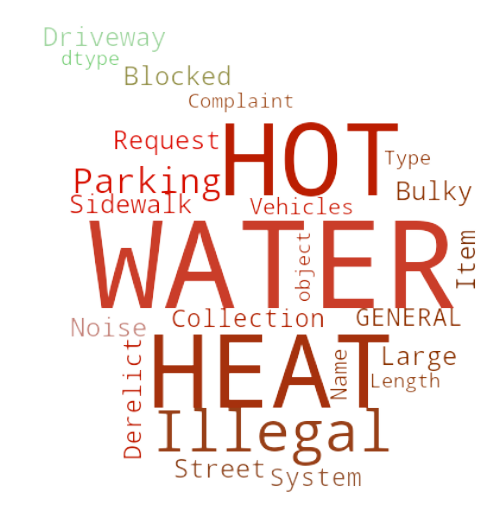 Driveway
dtype
Blocked
Complaint
HOT
Request
Type
Parking
Bulky
Sidewalk
Vehicles
WATER
Item
object
Collection
GENERAL
Noise
HEAT
Derelict
Name
Large
Length
Illegal
Street
System